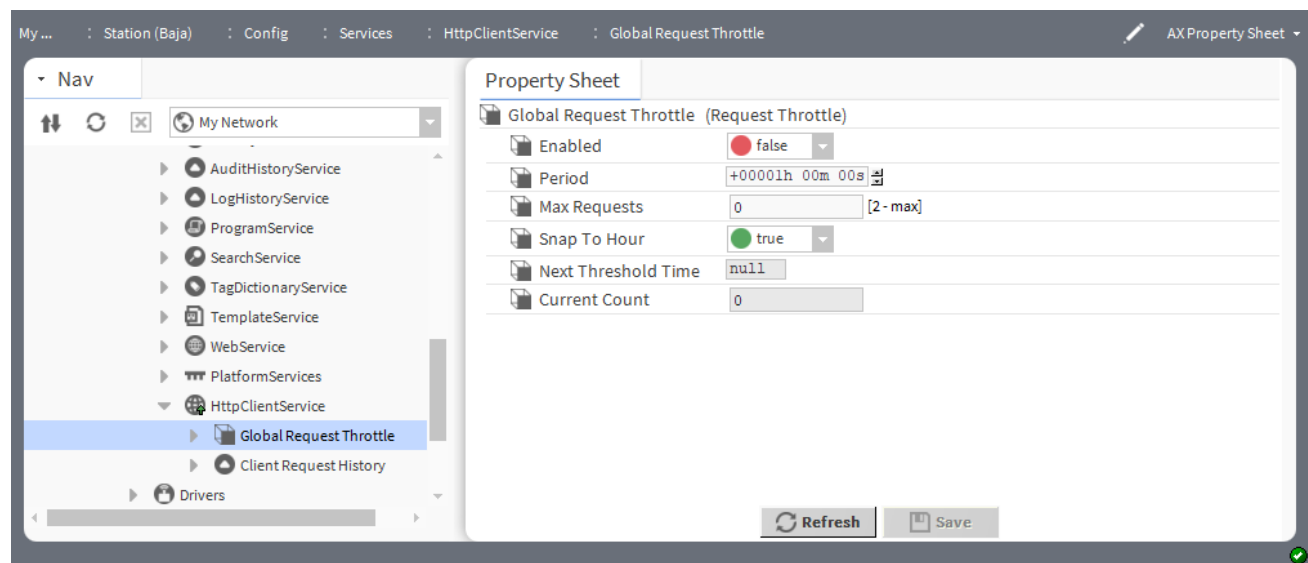 My ... : Station (Baja) : Config : Services : HttpClientService : Global Request Throttle AX Property Sheet
Nav
My Network
AuditHistoryService
LogHistoryService
ProgramService
SearchService
TagDictionaryService
TemplateService
WebService
PlatformServices
HttpClientService
Global Request Throttle
Client Request History
Drivers
Property Sheet
Global Request Throttle (Request Throttle)
Enabled false
Period +00001h 00m 00s
Max Requests 0 [2 - max]
Snap To Hour true
Next Threshold Time null
Current Count 0
Refresh Save